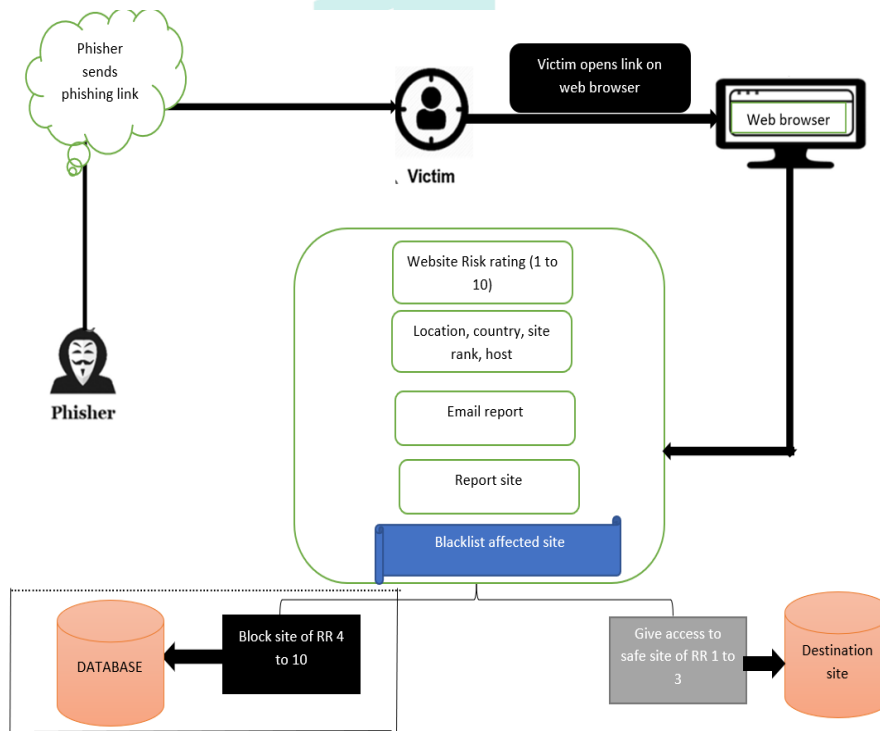 Phisher
sends
phishing link
Victim opens link on
web browser
Web browser
Victim
Phisher
Website Risk rating (1 to
10)
Location, country, site
rank, host
Email report
Report site
Blacklist affected site
DATABASE
Block site of RR 4
to 10
Give access to
safe site of RR 1 to
3
Destination
site